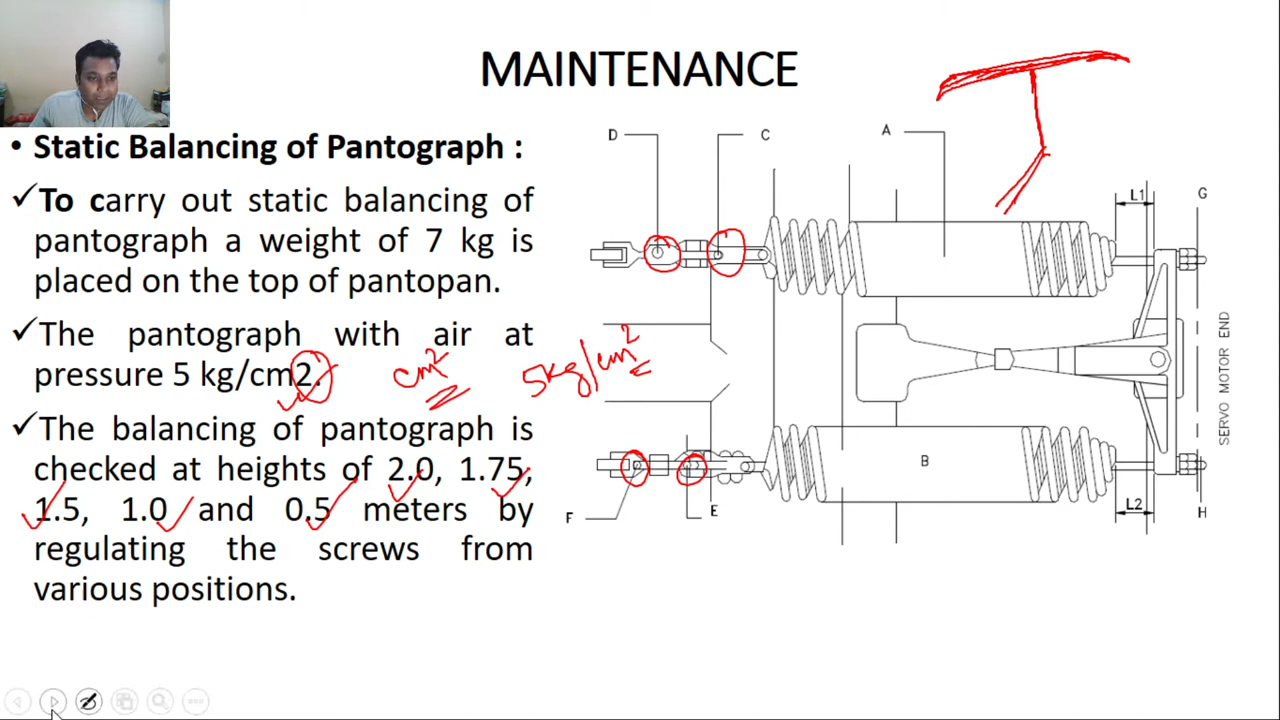 MAINTENANCE
• Static Balancing of Pantograph :
✓To carry out static balancing of
pantograph a weight of 7 kg is
placed on the top of pantopan.
✓The pantograph with air at
pressure 5 kg/cm2.
cm²
5kg/cm²
✓The balancing of pantograph is
checked at heights of 2.0, 1.75,
1.5, 1.0 and 0.5 meters by
regulating the screws from
various positions.
D
C
A
L1
G
SERVO MOTOR END
B
F
E
L2
H